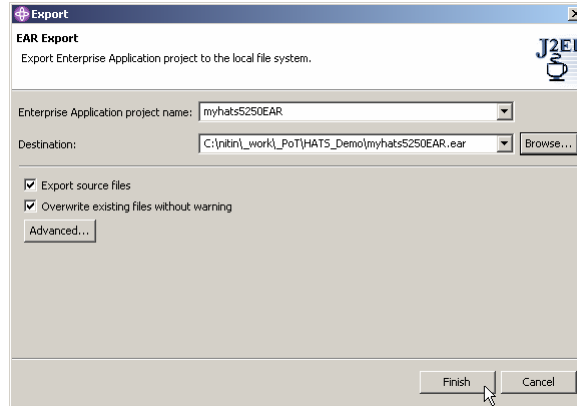 Export
EAR Export
Export Enterprise Application project to the local file system.
J2EE
Enterprise Application project name: myhats5250EAR
Destination: C:\nitin\_work\_PoT\HATS_Demo\myhats5250EAR.ear Browse...
Export source files
Overwrite existing files without warning
Advanced...
Finish Cancel